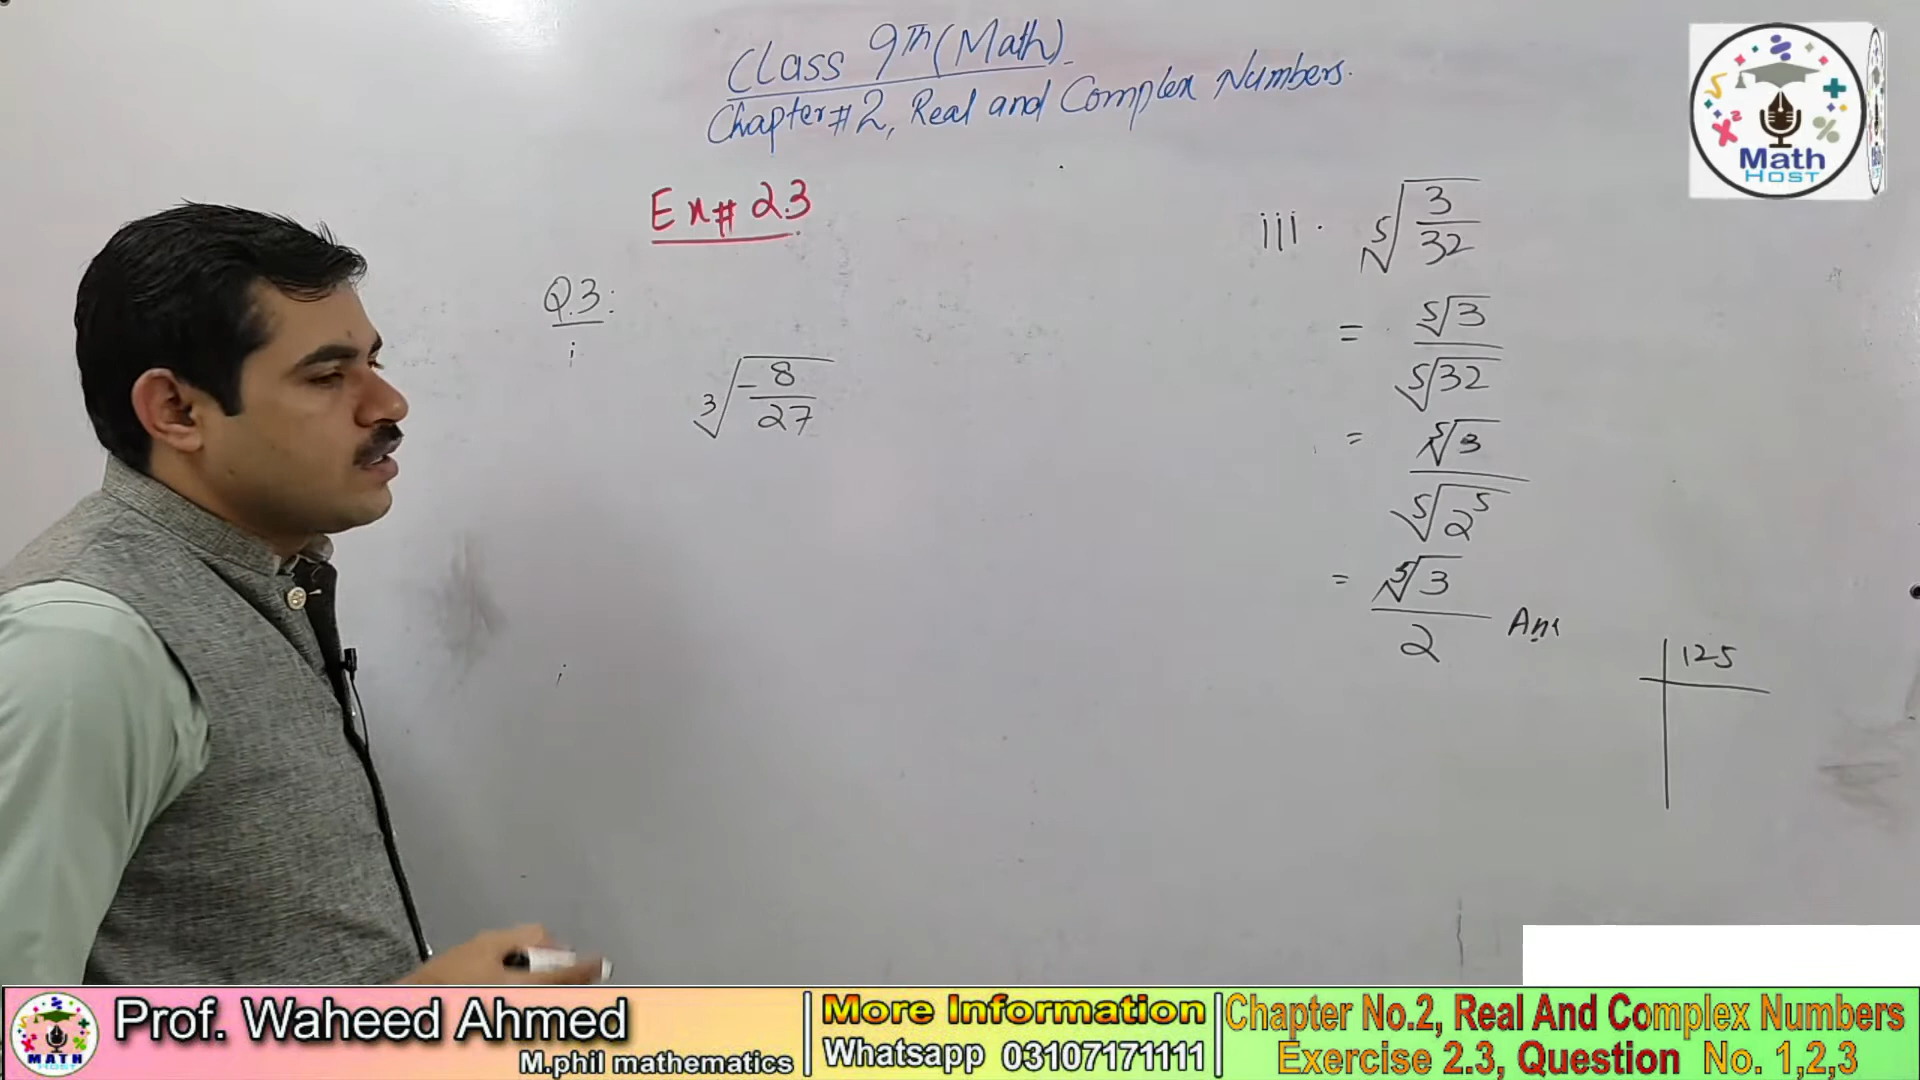 Class 9Th (Math)
Chapter # 2, Real and Complex Numbers.
Ex # 2.3
Q.3:
i
∛(-8/27)
iii. ⁵√(3/32)
= ⁵√3 / ⁵√32
= ⁵√3 / ⁵√2⁵
= ⁵√3 / 2 Ans
125
Math
HOST
MATH
Prof. Waheed Ahmed
M.phil mathematics
More Information
Whatsapp 03107171111
Chapter No.2, Real And Complex Numbers
Exercise 2.3, Question No. 1,2,3